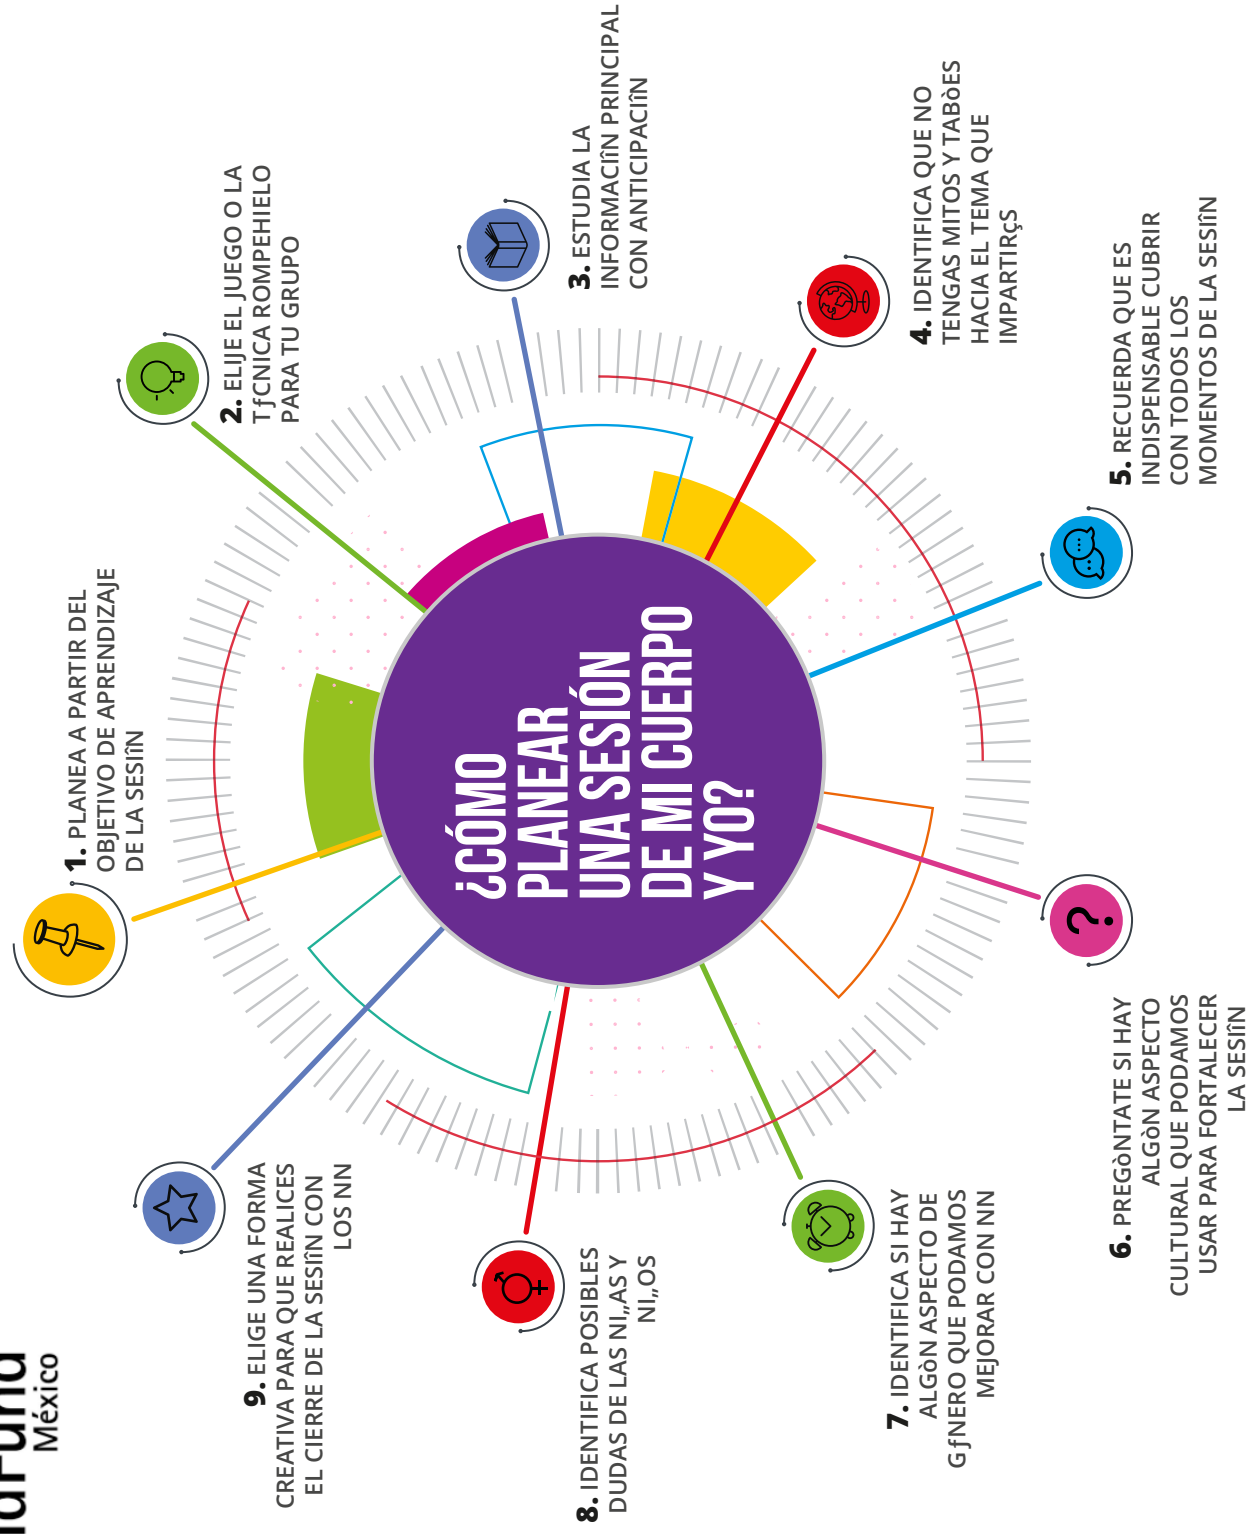 México
¿CÓMO
PLANEAR
UNA SESIÓN
DE MI CUERPO
Y YO?
1. PLANEA A PARTIR DEL
OBJETIVO DE APRENDIZAJE
DE LA SESIîN
2. ELIJE EL JUEGO O LA
TƒCNICA ROMPEHIELO
PARA TU GRUPO
3. ESTUDIA LA
INFORMACIîN PRINCIPAL
CON ANTICIPACIîN
4. IDENTIFICA QUE NO
TENGAS MITOS Y TABòES
HACIA EL TEMA QUE
IMPARTIRçS
5. RECUERDA QUE ES
INDISPENSABLE CUBRIR
CON TODOS LOS
MOMENTOS DE LA SESIîN
6. PREGòNTATE SI HAY
ALGòN ASPECTO
CULTURAL QUE PODAMOS
USAR PARA FORTALECER
LA SESIîN
7. IDENTIFICA SI HAY
ALGòN ASPECTO DE
GƒNERO QUE PODAMOS
MEJORAR CON NN
8. IDENTIFICA POSIBLES
DUDAS DE LAS NI„AS Y
NI„OS
9. ELIGE UNA FORMA
CREATIVA PARA QUE REALICES
EL CIERRE DE LA SESIîN CON
LOS NN
?